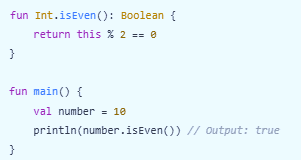 fun Int.isEven(): Boolean {
    return this % 2 == 0
}

fun main() {
    val number = 10
    println(number.isEven()) // Output: true
}